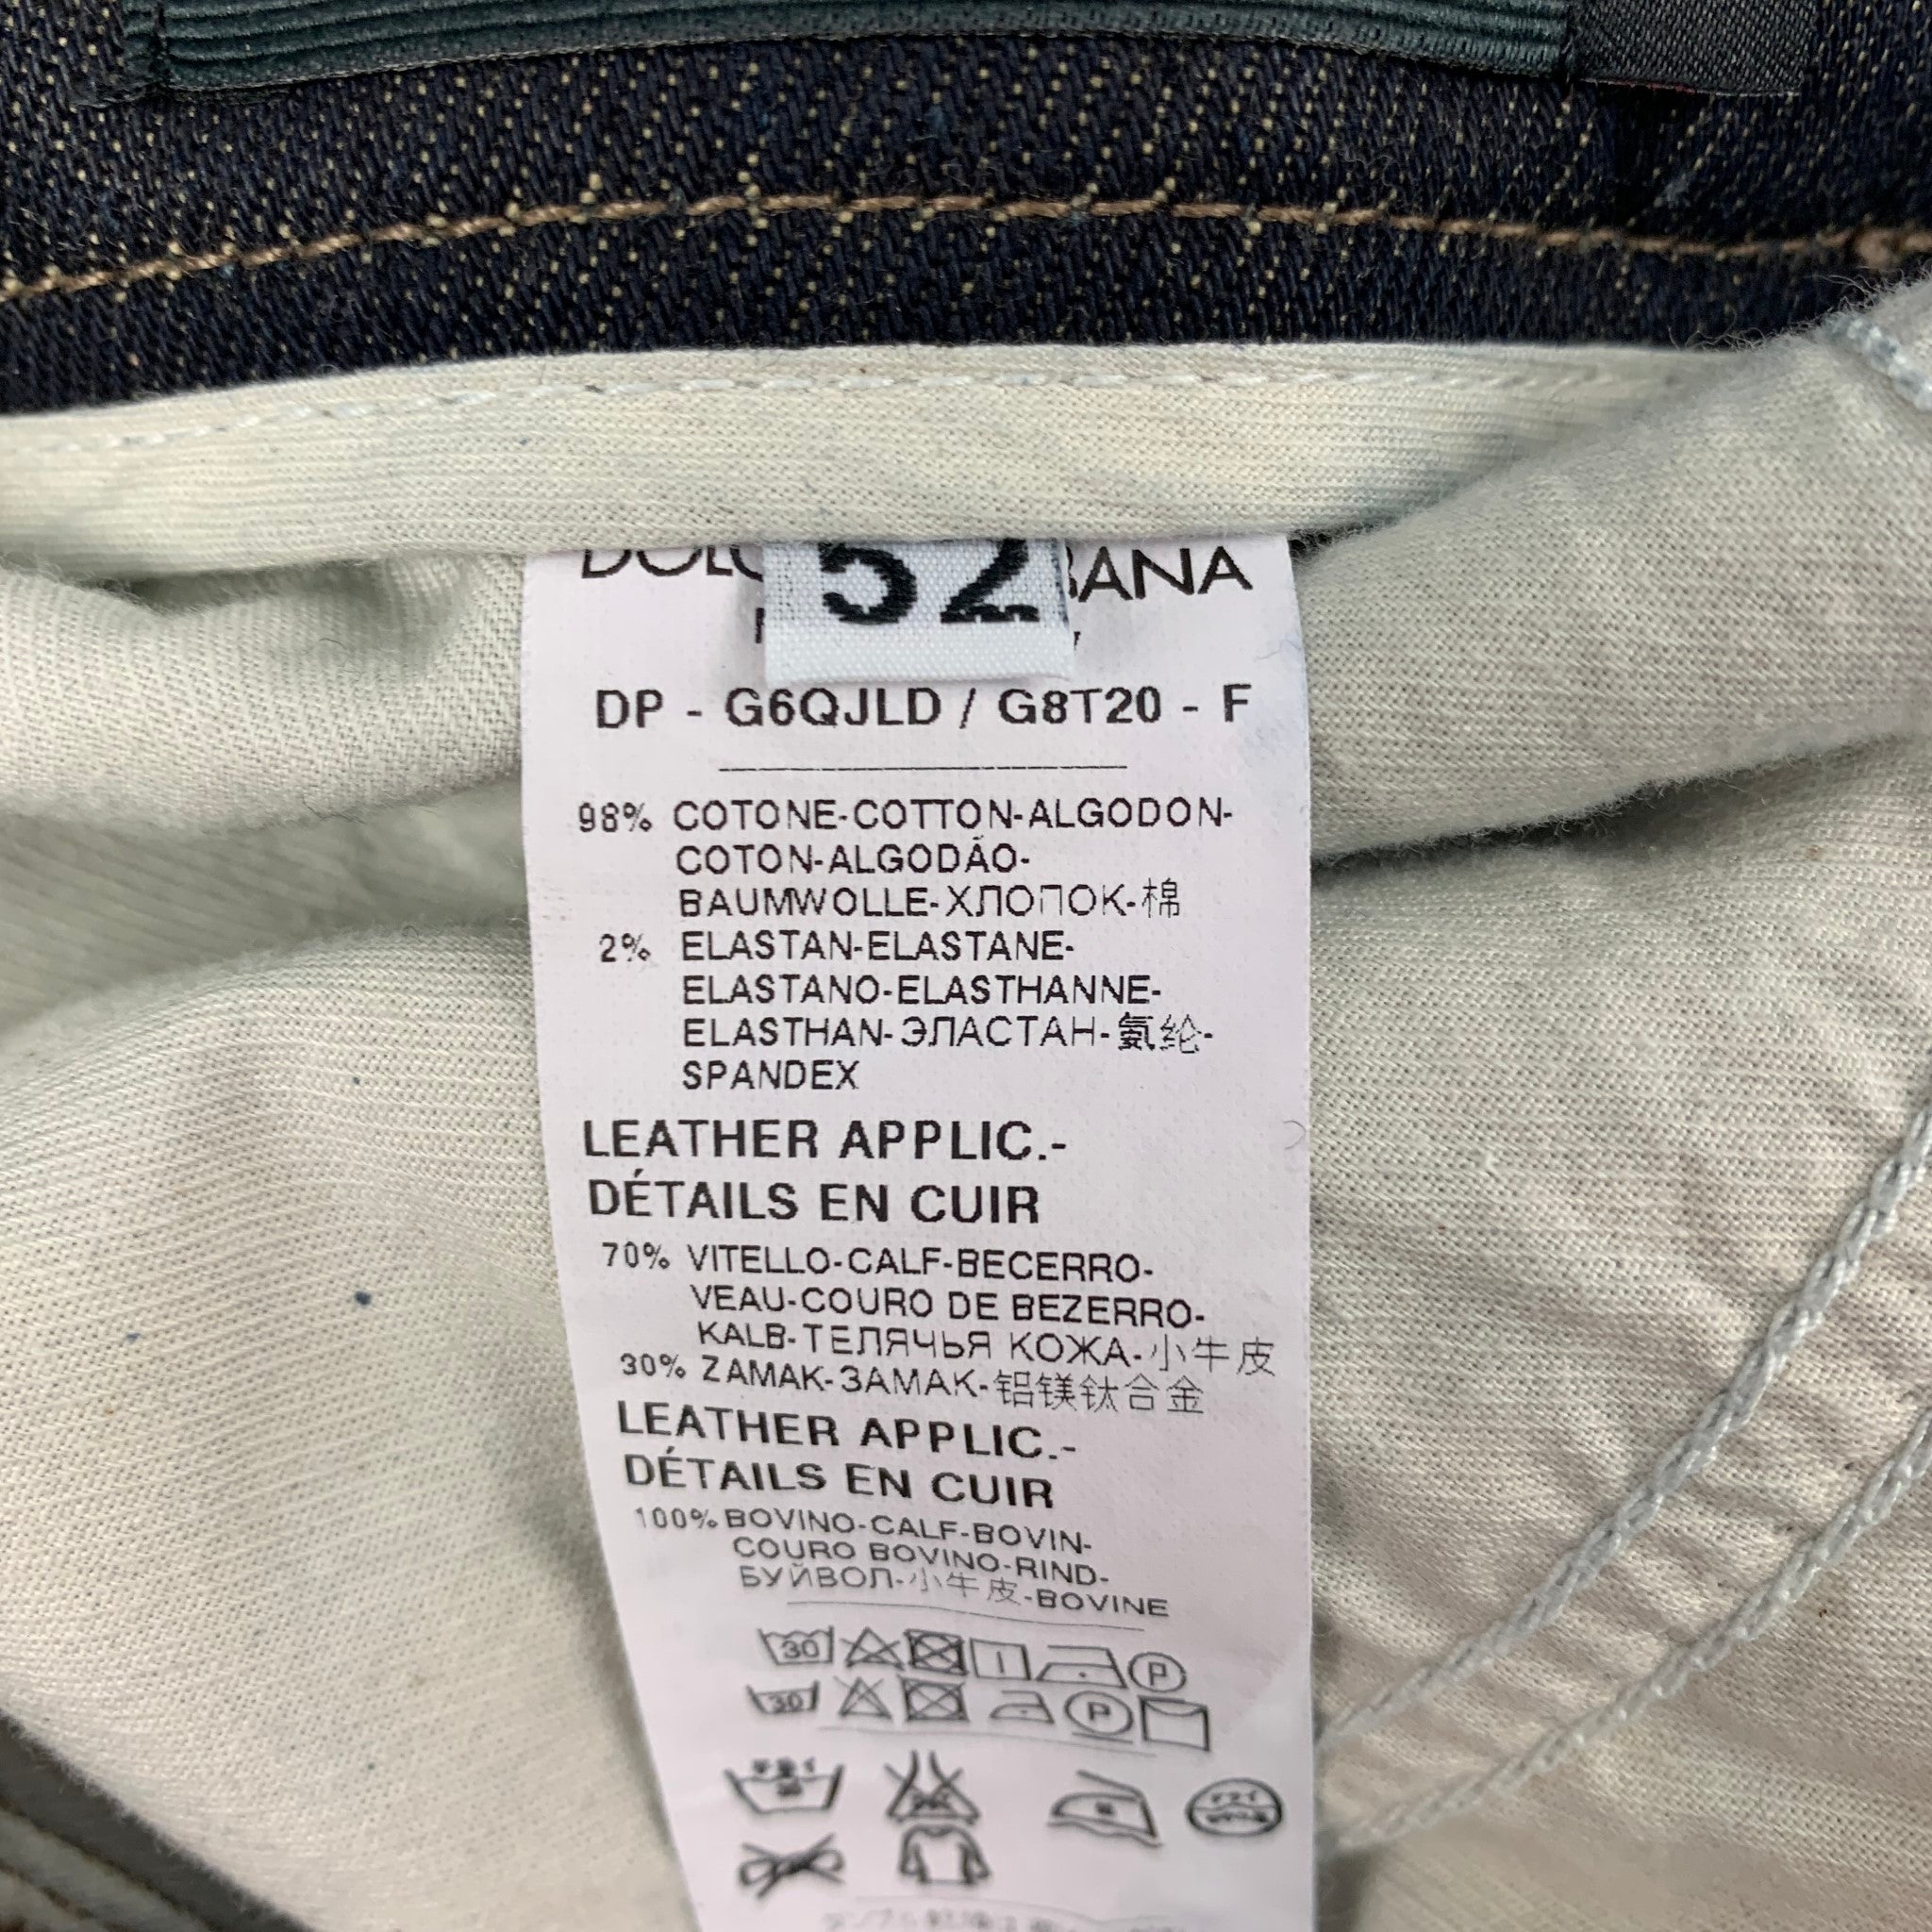 52
DP - G6QJLD / G8T20 - F
98% COTONE-COTTON-ALGODON-
COTON-ALGODÃO-
BAUMWOLLE-ХЛОПОК-棉
2% ELASTAN-ELASTANE-
ELASTANO-ELASTHANNE-
ELASTHAN-ЭЛАСТАН-氨纶-
SPANDEX
LEATHER APPLIC.-
DÉTAILS EN CUIR
70% VITELLO-CALF-BECERRO-
VEAU-COURO DE BEZERRO-
KALB-ТЕЛЯЧЬЯ КОЖА-小牛皮
30% ZAMAK-ЗАМАК-铝镁钛合金
LEATHER APPLIC.-
DÉTAILS EN CUIR
100% BOVINO-CALF-BOVIN-
COURO BOVINO-RIND-
БУЙВОЛ-小牛皮-BOVINE
30 P
30 P